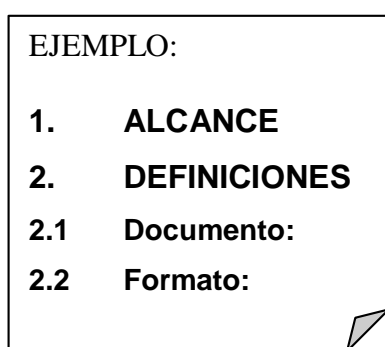 EJEMPLO:
1. ALCANCE
2. DEFINICIONES
2.1 Documento:
2.2 Formato: